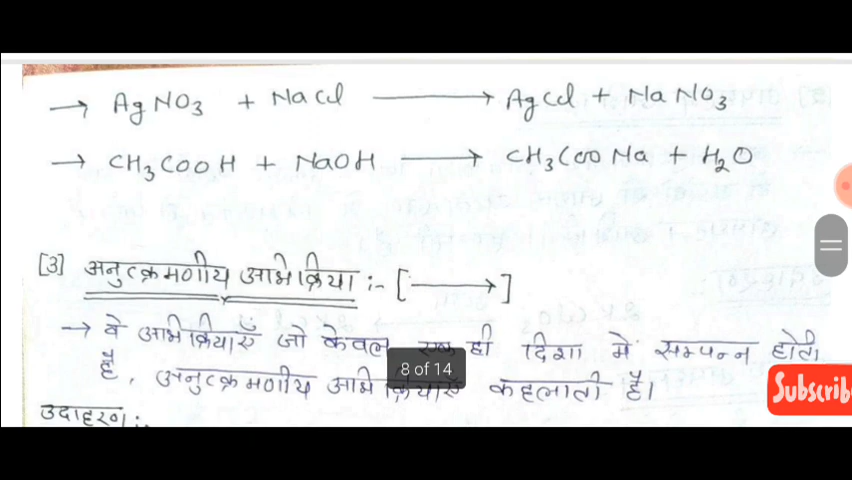 → AgNO3 + NaCl ⟶ AgCl + NaNO3
→ CH3COOH + NaOH ⟶ CH3COONa + H2O
[3] अनुत्क्रमणीय अभिक्रिया :- [⟶]
→ वे अभिक्रियाएँ जो केवल एक ही दिशा मे सम्पन्न होती
है, अनुत्क्रमणीय अभिक्रियाएँ कहलाती है।
8 of 14
Subscrib
उदाहरण:-